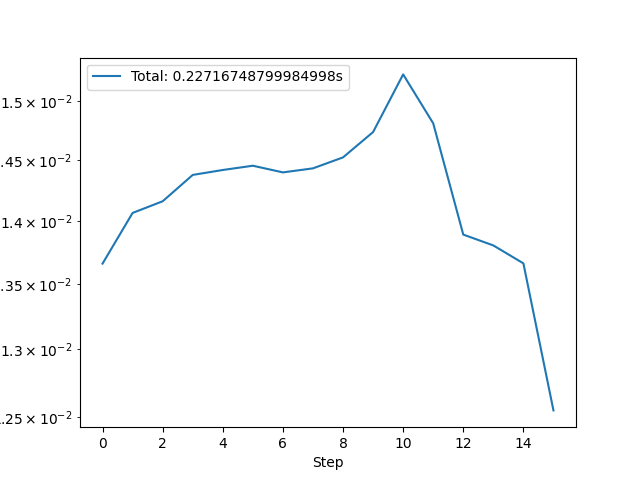 Total: 0.22716748799984998s
1.5 × 10⁻²
.45 × 10⁻²
1.4 × 10⁻²
.35 × 10⁻²
1.3 × 10⁻²
.25 × 10⁻²
0 2 4 6 8 10 12 14
Step